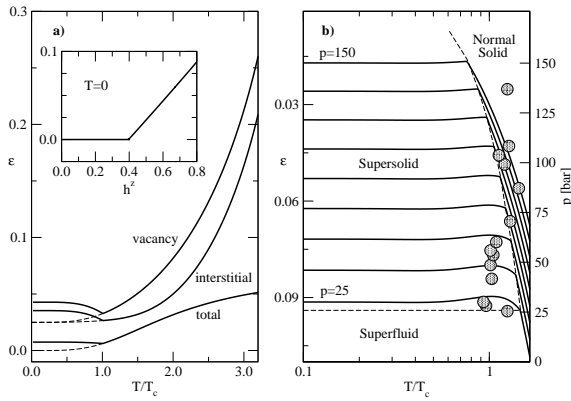 a)
0.3
0.2
ε
0.1
0.0
0.1
T=0
0.0
0.0 0.2 0.4 0.6 0.8
h^z
vacancy
interstitial
total
0.0 1.0 2.0 3.0
T/T_c
b)
Normal
Solid
p=150
0.03
Supersolid
ε
0.06
p=25
0.09
Superfluid
0.1 1
T/T_c
150
125
100
p [bar]
75
50
25
0